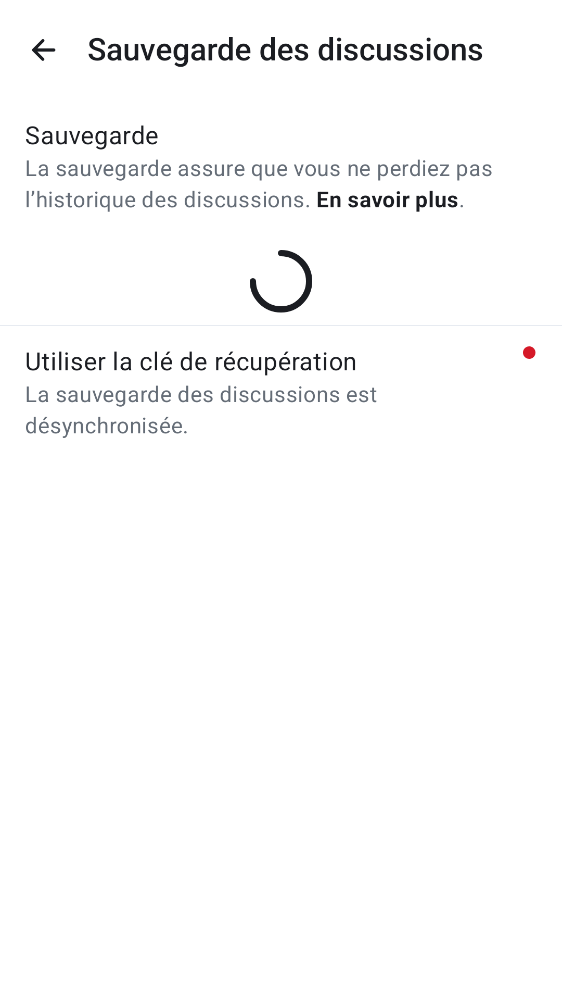 Sauvegarde des discussions
Sauvegarde
La sauvegarde assure que vous ne perdiez pas
l’historique des discussions. En savoir plus.
Utiliser la clé de récupération
La sauvegarde des discussions est
désynchronisée.